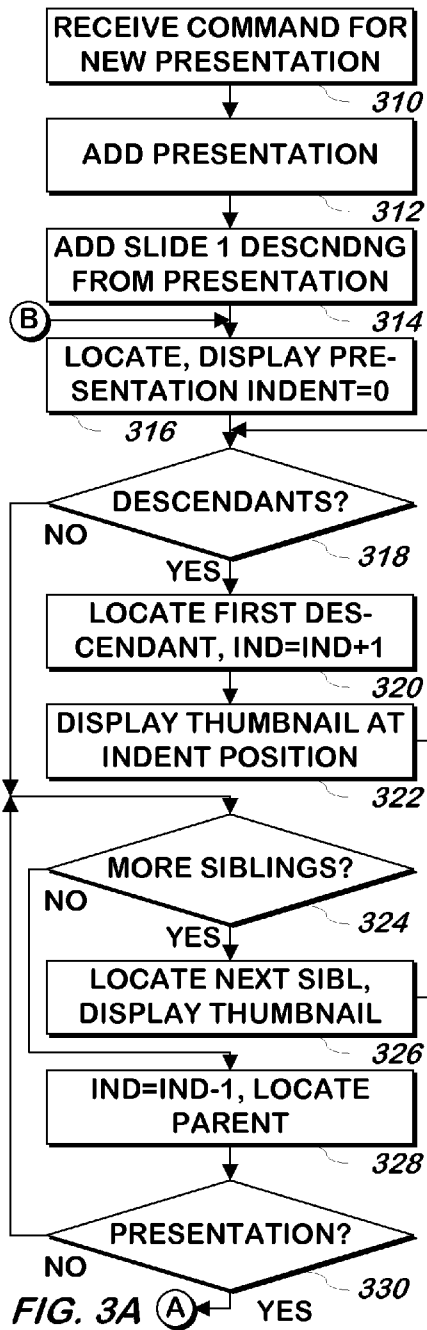 RECEIVE COMMAND FOR
NEW PRESENTATION
310
ADD PRESENTATION
312
ADD SLIDE 1 DESCNDNG
FROM PRESENTATION
314
B
LOCATE, DISPLAY PRE-
SENTATION INDENT=0
316
DESCENDANTS?
318
NO
YES
LOCATE FIRST DES-
CENDANT, IND=IND+1
320
DISPLAY THUMBNAIL AT
INDENT POSITION
322
MORE SIBLINGS?
324
NO
YES
LOCATE NEXT SIBL,
DISPLAY THUMBNAIL
326
IND=IND-1, LOCATE
PARENT
328
PRESENTATION?
330
NO
FIG. 3A A YES